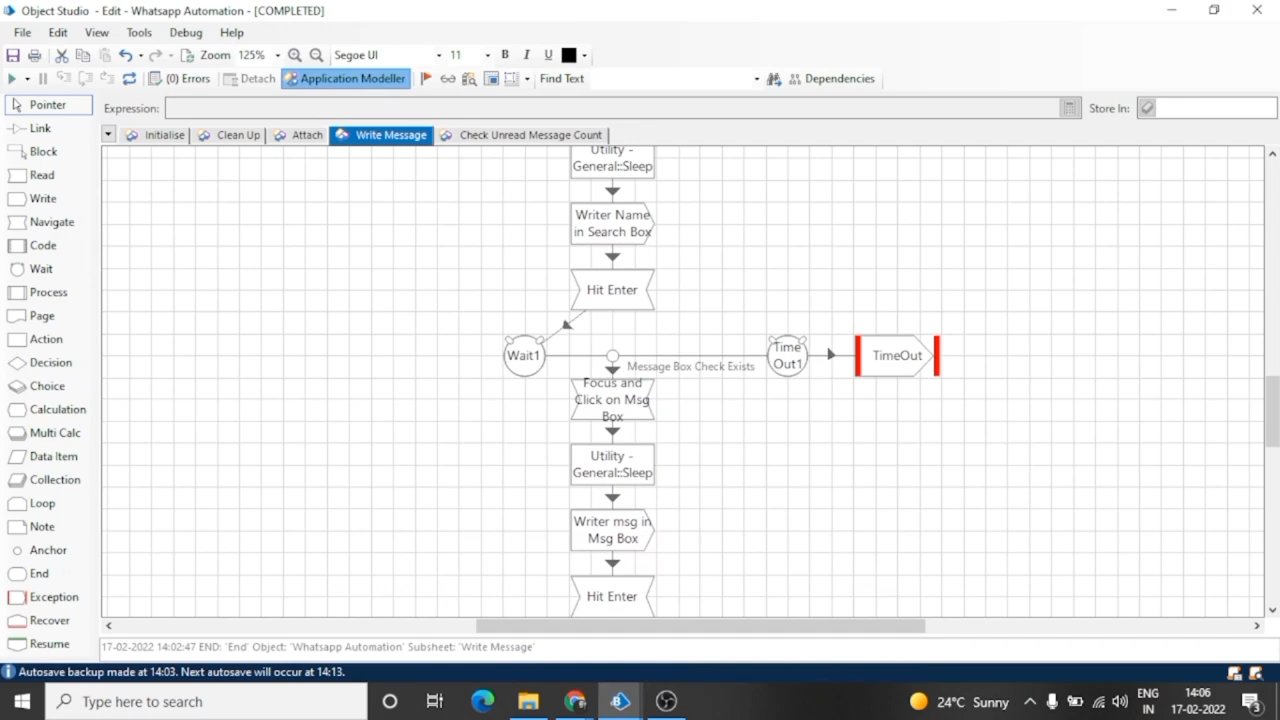 Object Studio - Edit - Whatsapp Automation - [COMPLETED]
File Edit View Tools Debug Help
Zoom 125% Segoe UI 11 B I U
(0) Errors Detach Application Modeller Find Text Dependencies
Pointer
Expression:
Store In:
Link
Initialise Clean Up Attach Write Message Check Unread Message Count
Block
Read
Write
Navigate
Code
Wait
Process
Page
Action
Decision
Choice
Calculation
Multi Calc
Data Item
Collection
Loop
Note
Anchor
End
Exception
Recover
Resume
Utility -
General::Sleep
Writer Name
in Search Box
Hit Enter
Wait1
Message Box Check Exists
Time
Out1
TimeOut
Focus and
Click on Msg
Box
Utility -
General::Sleep
Writer msg in
Msg Box
Hit Enter
17-02-2022 14:02:47 END: 'End' Object: 'Whatsapp Automation' Subsheet: 'Write Message'
Autosave backup made at 14:03. Next autosave will occur at 14:13.
Type here to search
24°C Sunny
ENG
IN
14:06
17-02-2022
3